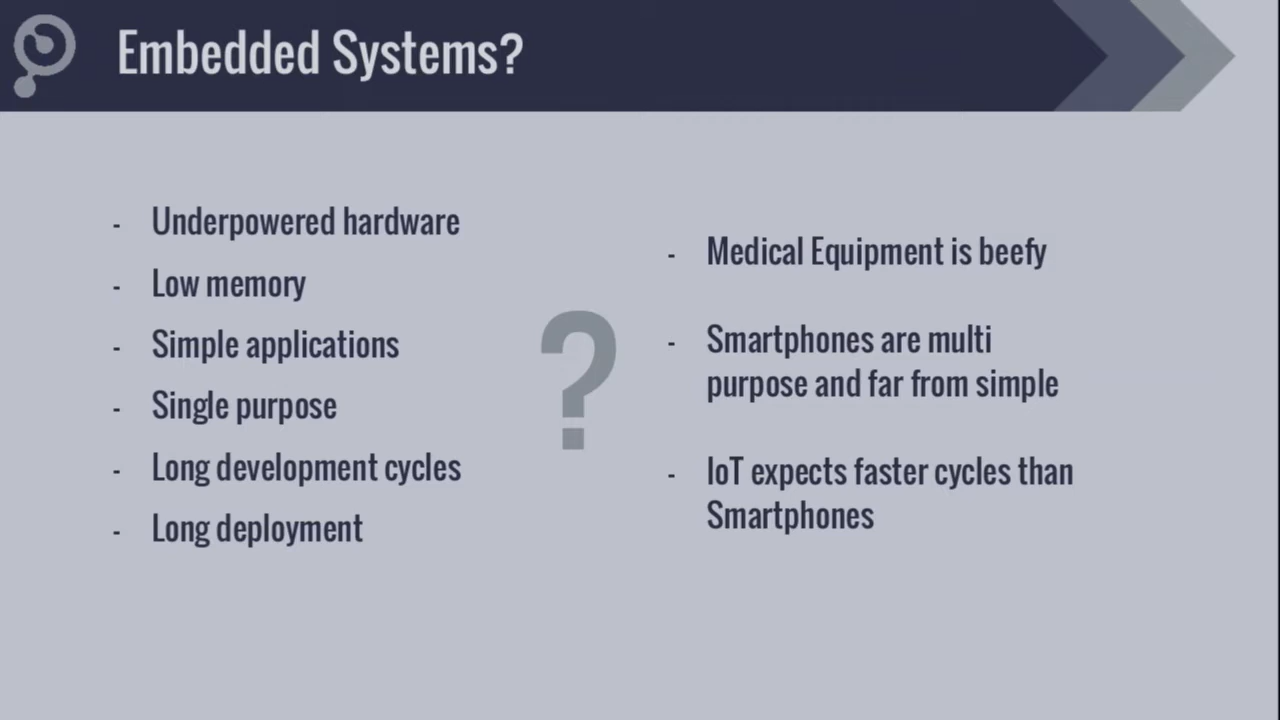 Embedded Systems?
- Underpowered hardware
- Low memory
- Simple applications
- Single purpose
- Long development cycles
- Long deployment
?
- Medical Equipment is beefy
- Smartphones are multi
purpose and far from simple
- IoT expects faster cycles than
Smartphones